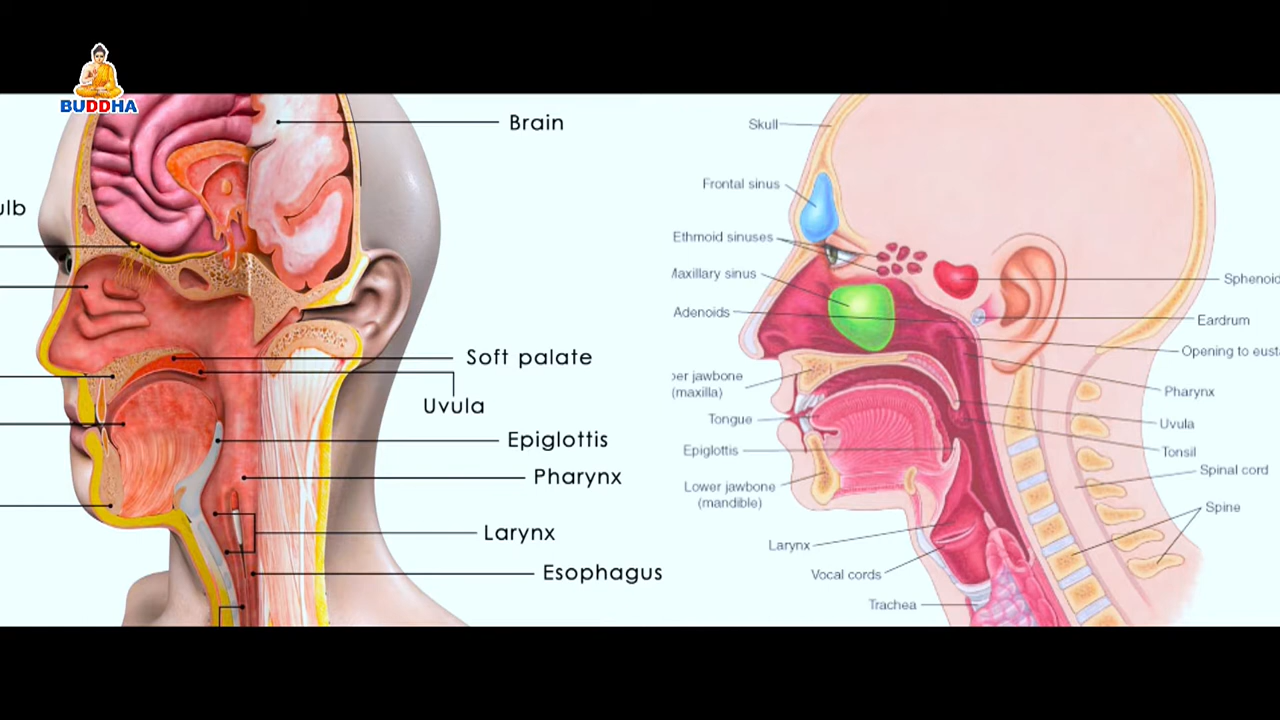 BUDDHA
ulb
Brain
Soft palate
Uvula
Epiglottis
Pharynx
Larynx
Esophagus
Skull
Frontal sinus
Ethmoid sinuses
Maxillary sinus
Adenoids
per jawbone
(maxilla)
Tongue
Epiglottis
Lower jawbone
(mandible)
Larynx
Vocal cords
Trachea
Sphenoid
Eardrum
Opening to eusta
Pharynx
Uvula
Tonsil
Spinal cord
Spine